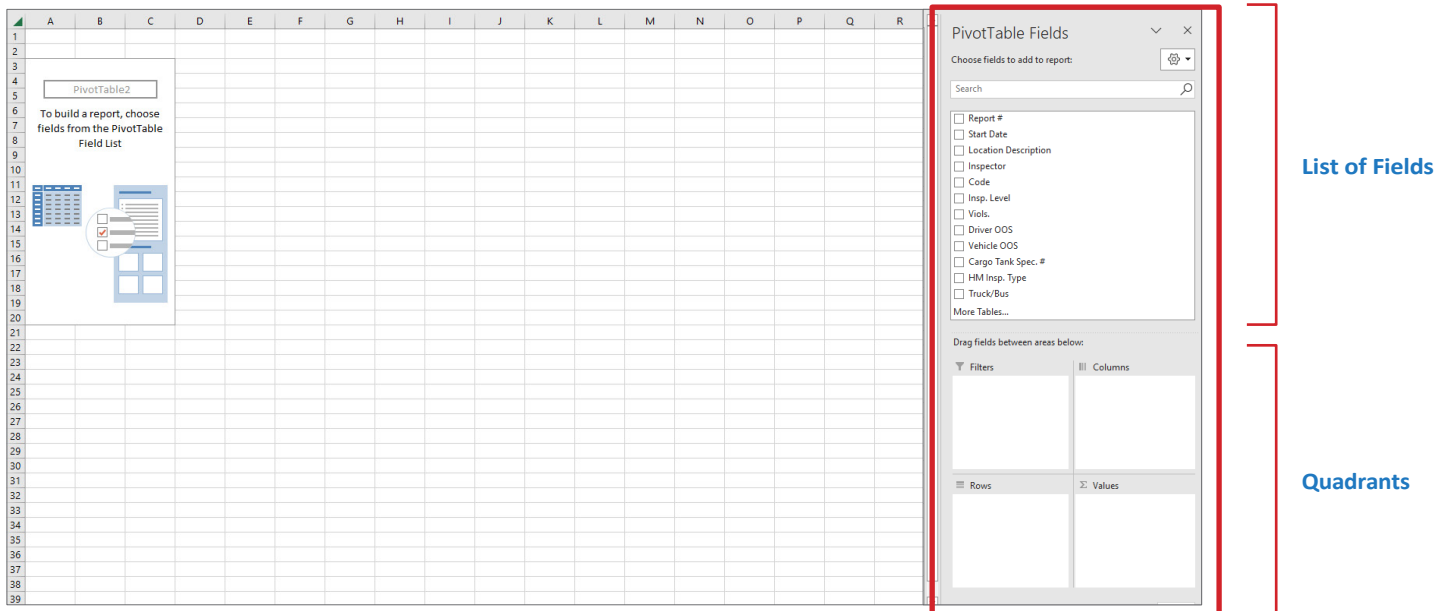 A B C D E F G H I J K L M N O P Q R
1
2
3
4
5
6
7
8
9
10
11
12
13
14
15
16
17
18
19
20
21
22
23
24
25
26
27
28
29
30
31
32
33
34
35
36
37
38
39
PivotTable2
To build a report, choose
fields from the PivotTable
Field List
PivotTable Fields
Choose fields to add to report:
Search
Report #
Start Date
Location Description
Inspector
Code
Insp. Level
Viols.
Driver OOS
Vehicle OOS
Cargo Tank Spec. #
HM Insp. Type
Truck/Bus
More Tables...
Drag fields between areas below:
Filters
Columns
Rows
Σ Values
List of Fields
Quadrants